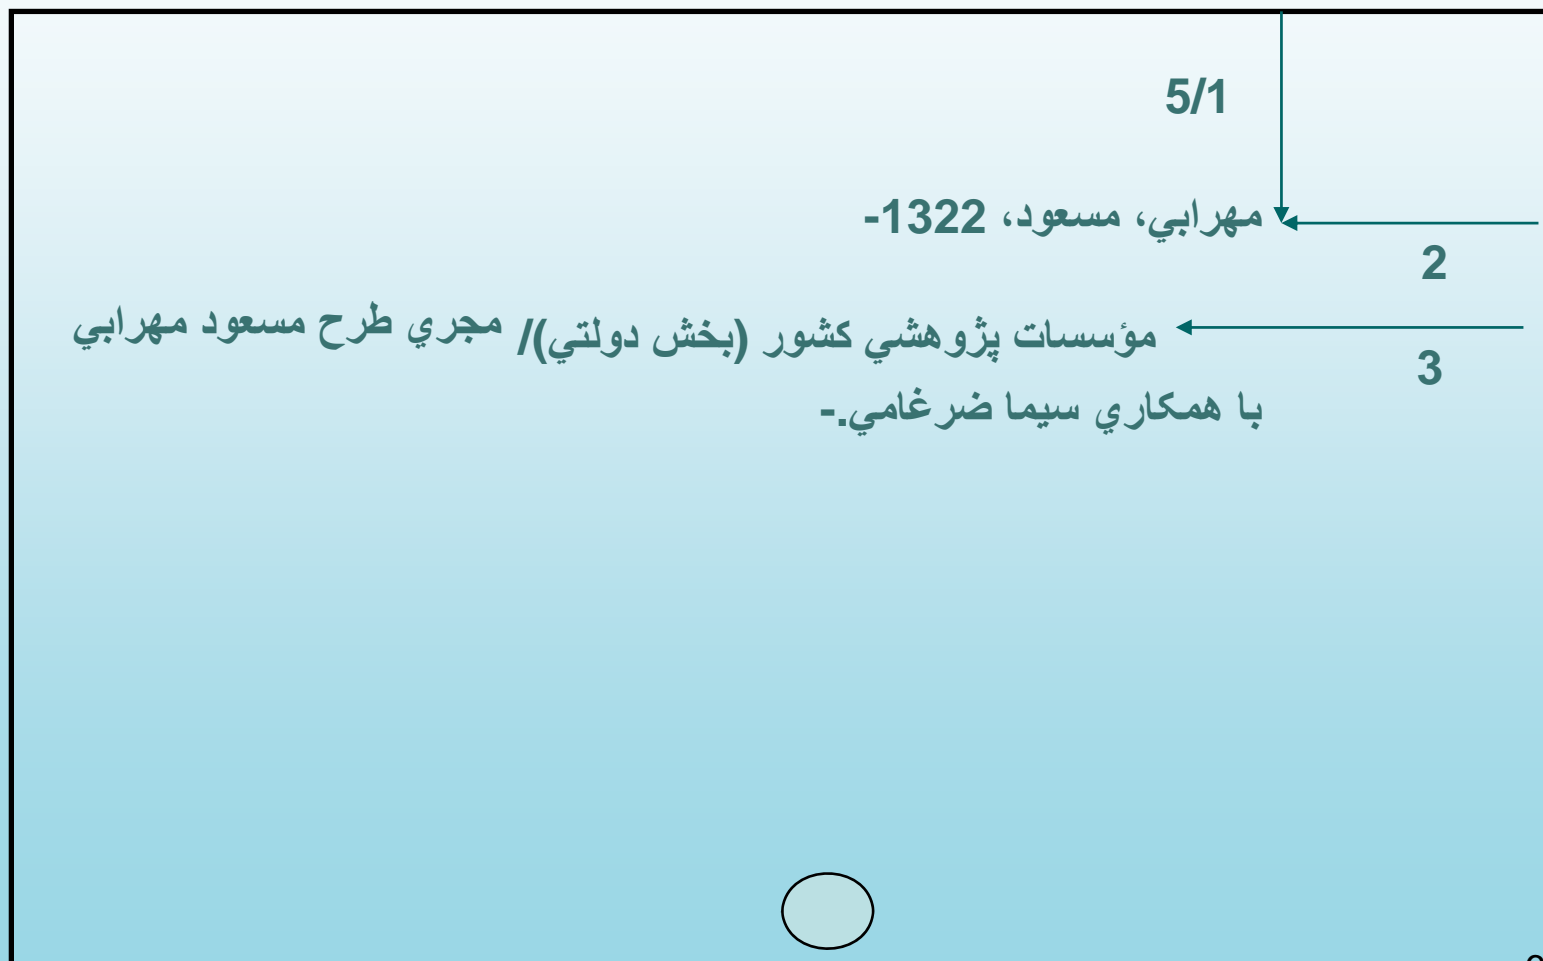 5/1
مهرابي، مسعود، 1322-
2
مؤسسات پژوهشي كشور (بخش دولتي)/ مجري طرح مسعود مهرابي
3
با همكاري سيما ضرغامي.-